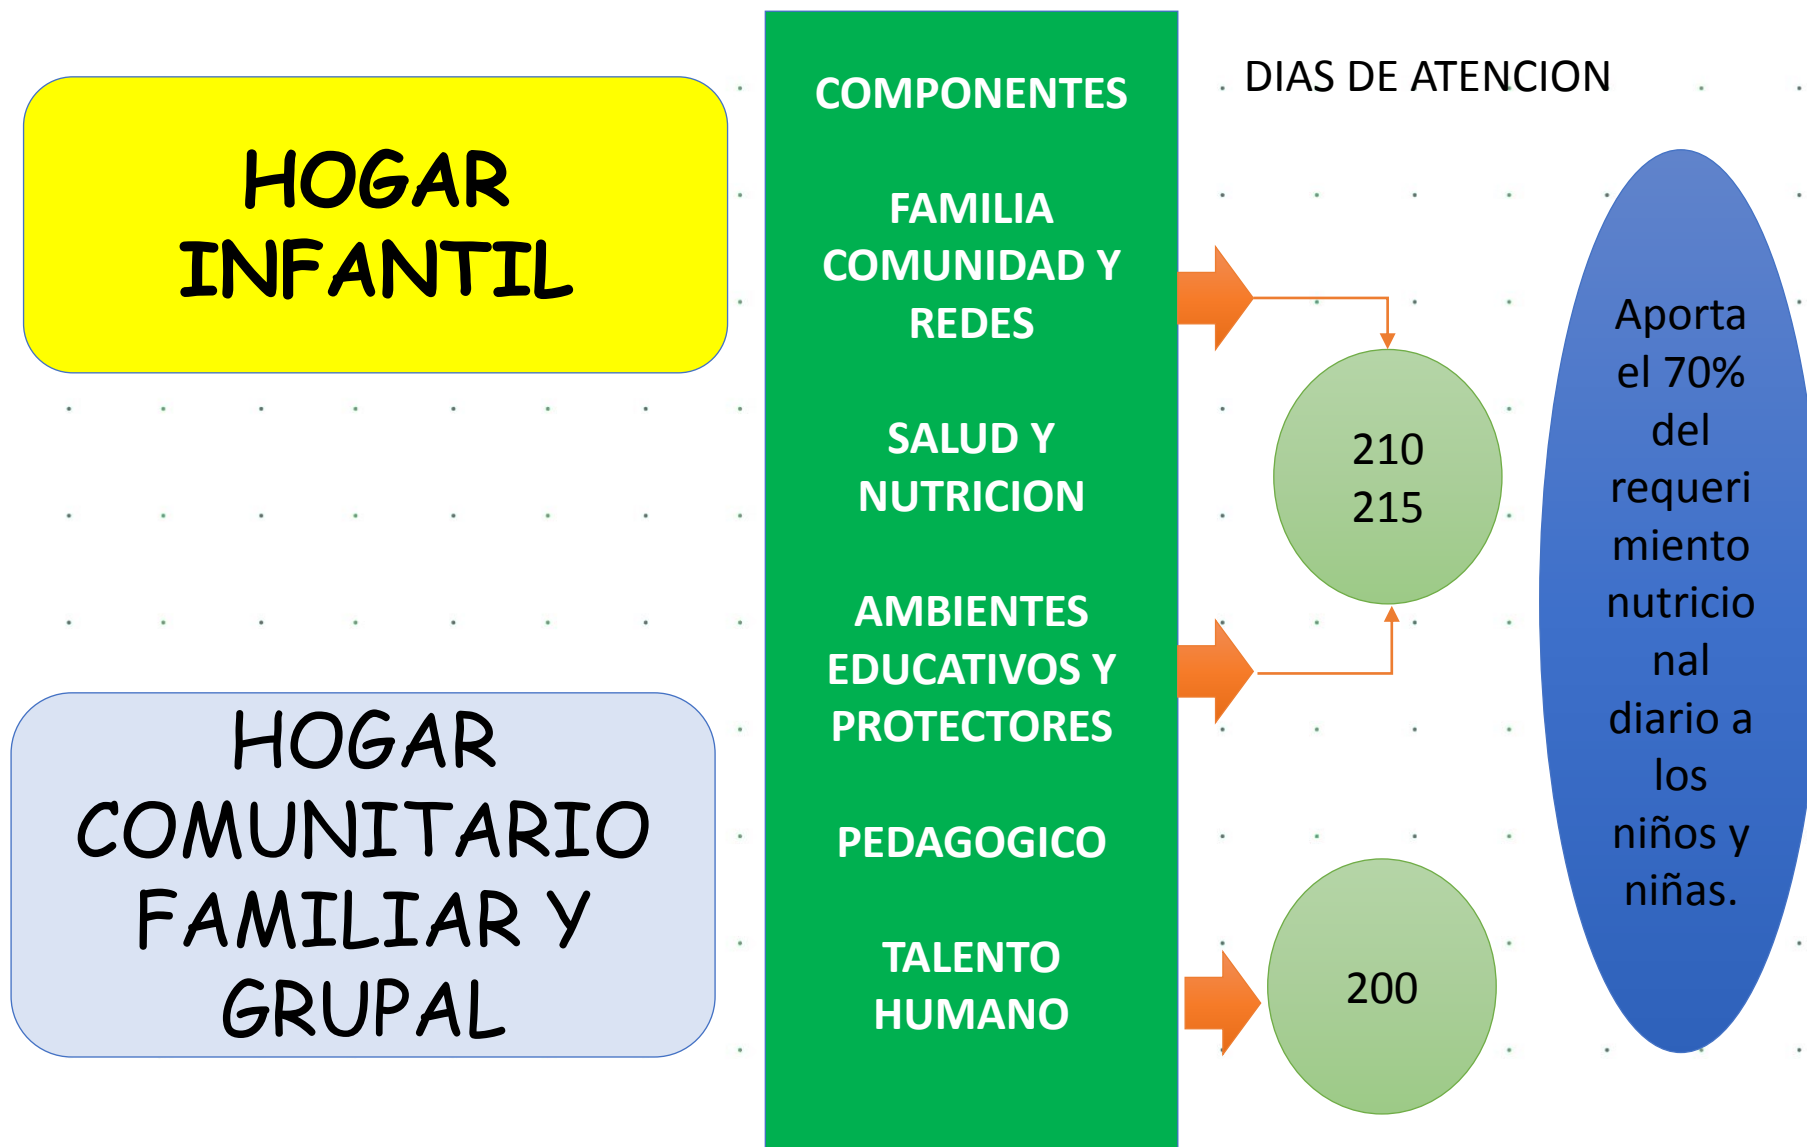 HOGAR
INFANTIL
HOGAR
COMUNITARIO
FAMILIAR Y
GRUPAL
COMPONENTES
FAMILIA
COMUNIDAD Y
REDES
SALUD Y
NUTRICION
AMBIENTES
EDUCATIVOS Y
PROTECTORES
PEDAGOGICO
TALENTO
HUMANO
DIAS DE ATENCION
210
215
200
Aporta
el 70%
del
requeri
miento
nutricio
nal
diario a
los
niños y
niñas.